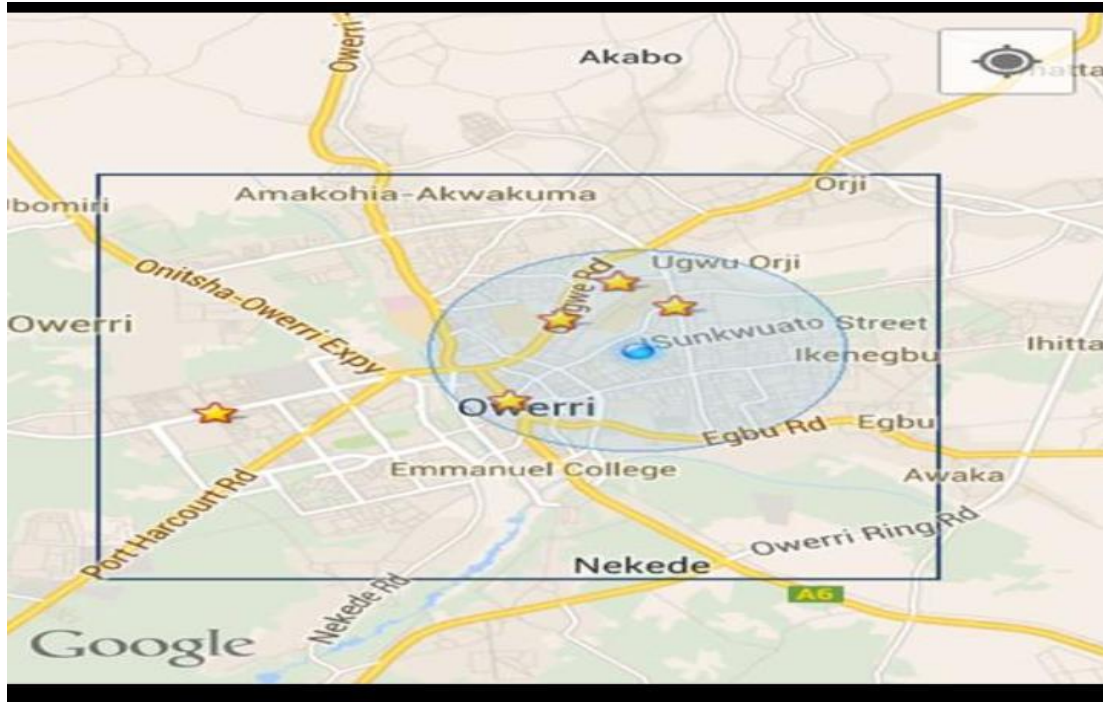 Akabo
Owerri
Orji
Amakohia-Akwakuma
Ubomiri
Ugwu Orji
Onitsha-Owerri Expy
Owerri
Sunkwuato Street
Ikenegbu
Ihitta
Owerri
Egbu Rd
Egbu
Emmanuel College
Awaka
Port Harcourt Rd
Owerri Ring Rd
Nekede
Nekede Rd
A6
Google